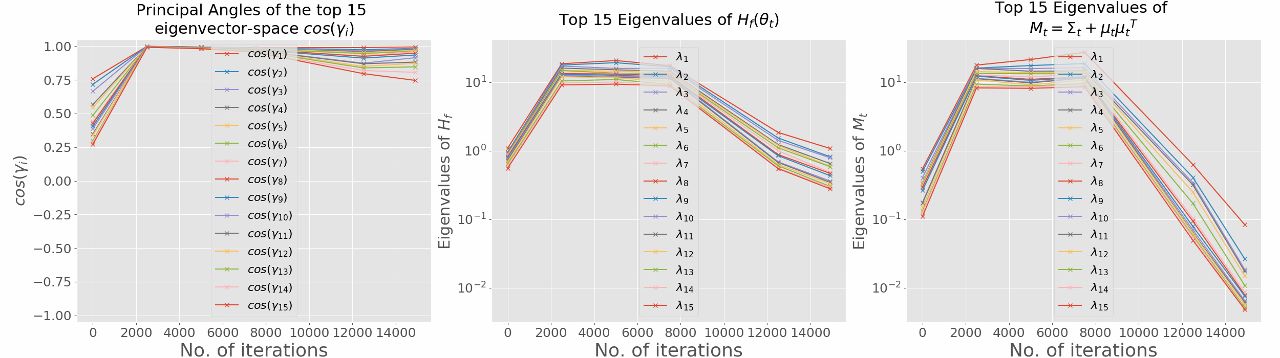 Principal Angles of the top 15
eigenvector-space cos(γᵢ)
1.00
0.75
0.50
0.25
0.00
−0.25
−0.50
−0.75
−1.00
cos(γᵢ)
cos(γ₁)
cos(γ₂)
cos(γ₃)
cos(γ₄)
cos(γ₅)
cos(γ₆)
cos(γ₇)
cos(γ₈)
cos(γ₉)
cos(γ₁₀)
cos(γ₁₁)
cos(γ₁₂)
cos(γ₁₃)
cos(γ₁₄)
cos(γ₁₅)
0 2000 4000 6000 8000 10000 12000 14000
No. of iterations
Top 15 Eigenvalues of H_f(θₜ)
10¹
10⁰
10⁻¹
10⁻²
Eigenvalues of H_f
λ₁
λ₂
λ₃
λ₄
λ₅
λ₆
λ₇
λ₈
λ₉
λ₁₀
λ₁₁
λ₁₂
λ₁₃
λ₁₄
λ₁₅
0 2000 4000 6000 8000 10000 12000 14000
No. of iterations
Top 15 Eigenvalues of
Mₜ = Σₜ + μₜμₜᵀ
10¹
10⁰
10⁻¹
10⁻²
Eigenvalues of Mₜ
λ₁
λ₂
λ₃
λ₄
λ₅
λ₆
λ₇
λ₈
λ₉
λ₁₀
λ₁₁
λ₁₂
λ₁₃
λ₁₄
λ₁₅
0 2000 4000 6000 8000 10000 12000 14000
No. of iterations